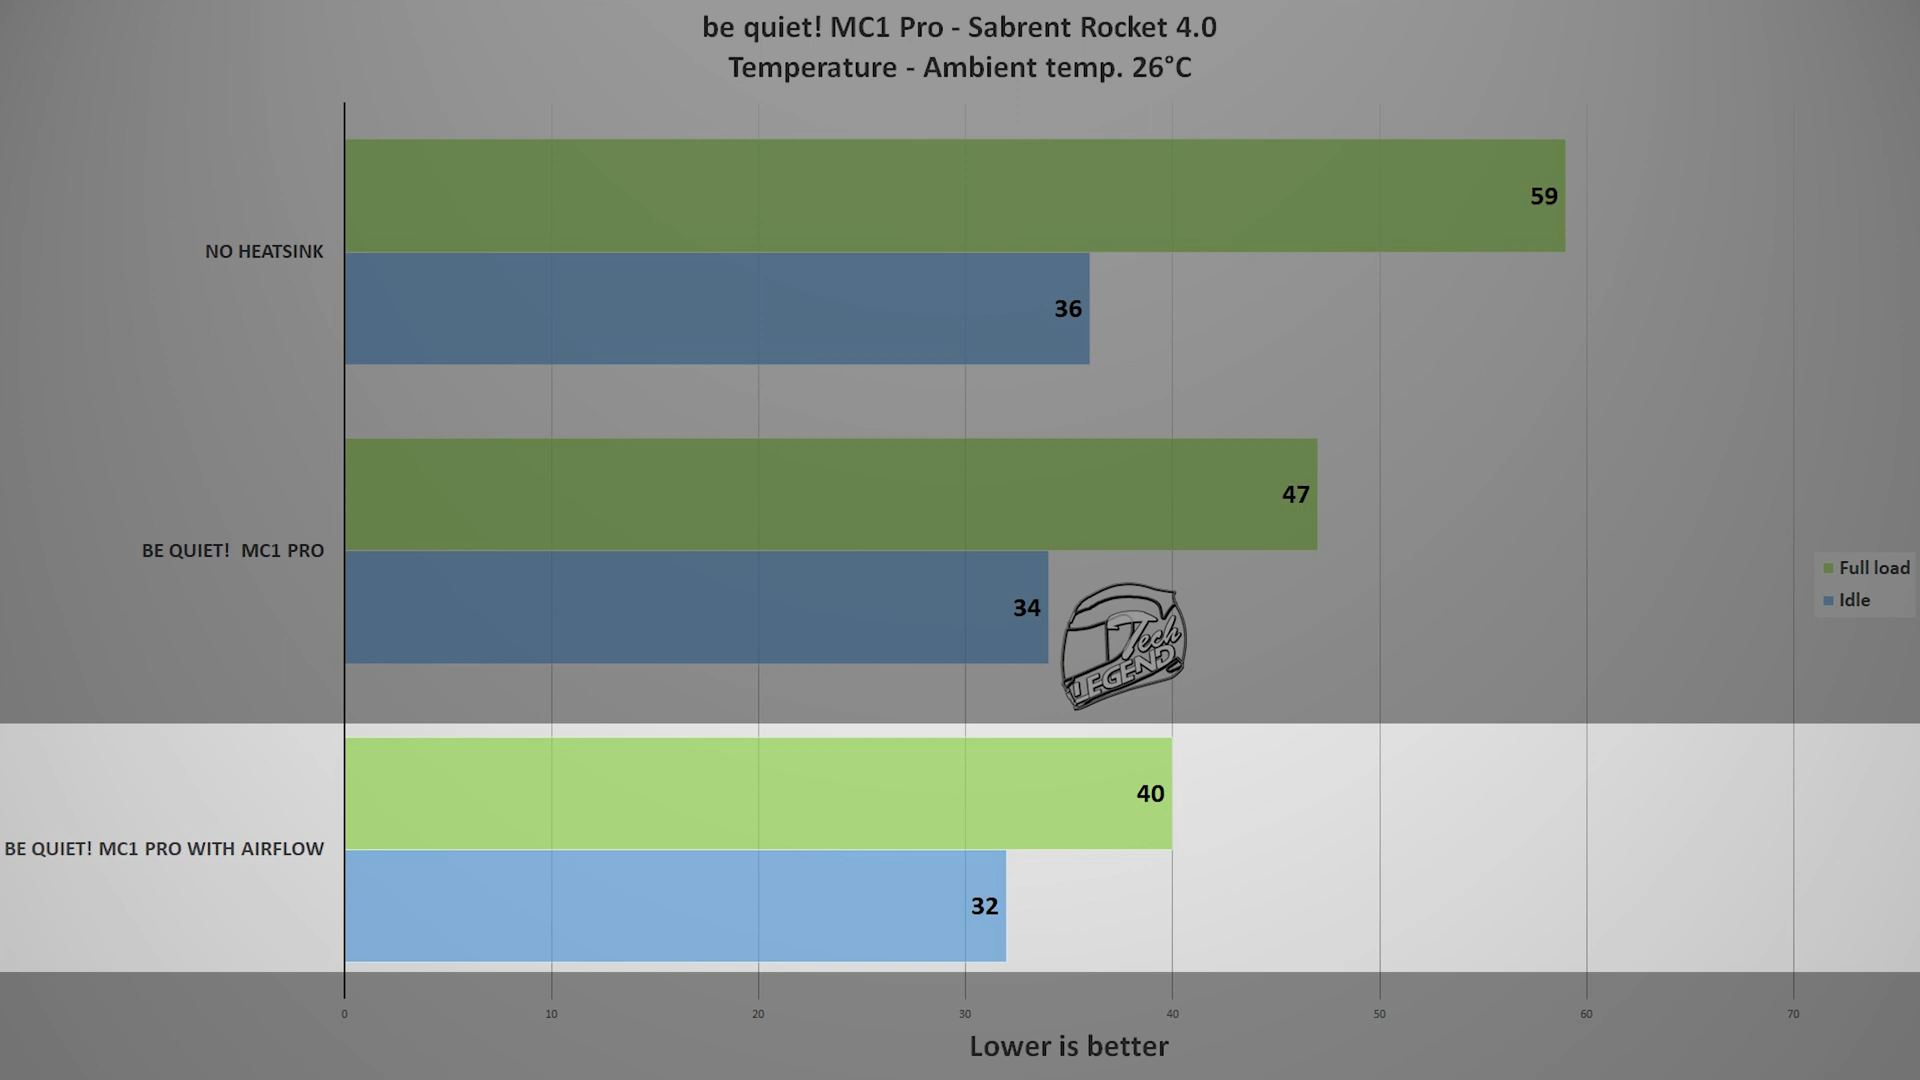 be quiet! MC1 Pro - Sabrent Rocket 4.0
Temperature - Ambient temp. 26°C
NO HEATSINK
59
36
BE QUIET!  MC1 PRO
47
34
Tech
LEGEND
Full load
Idle
BE QUIET! MC1 PRO WITH AIRFLOW
40
32
0 10 20 30 40 50 60 70
Lower is better